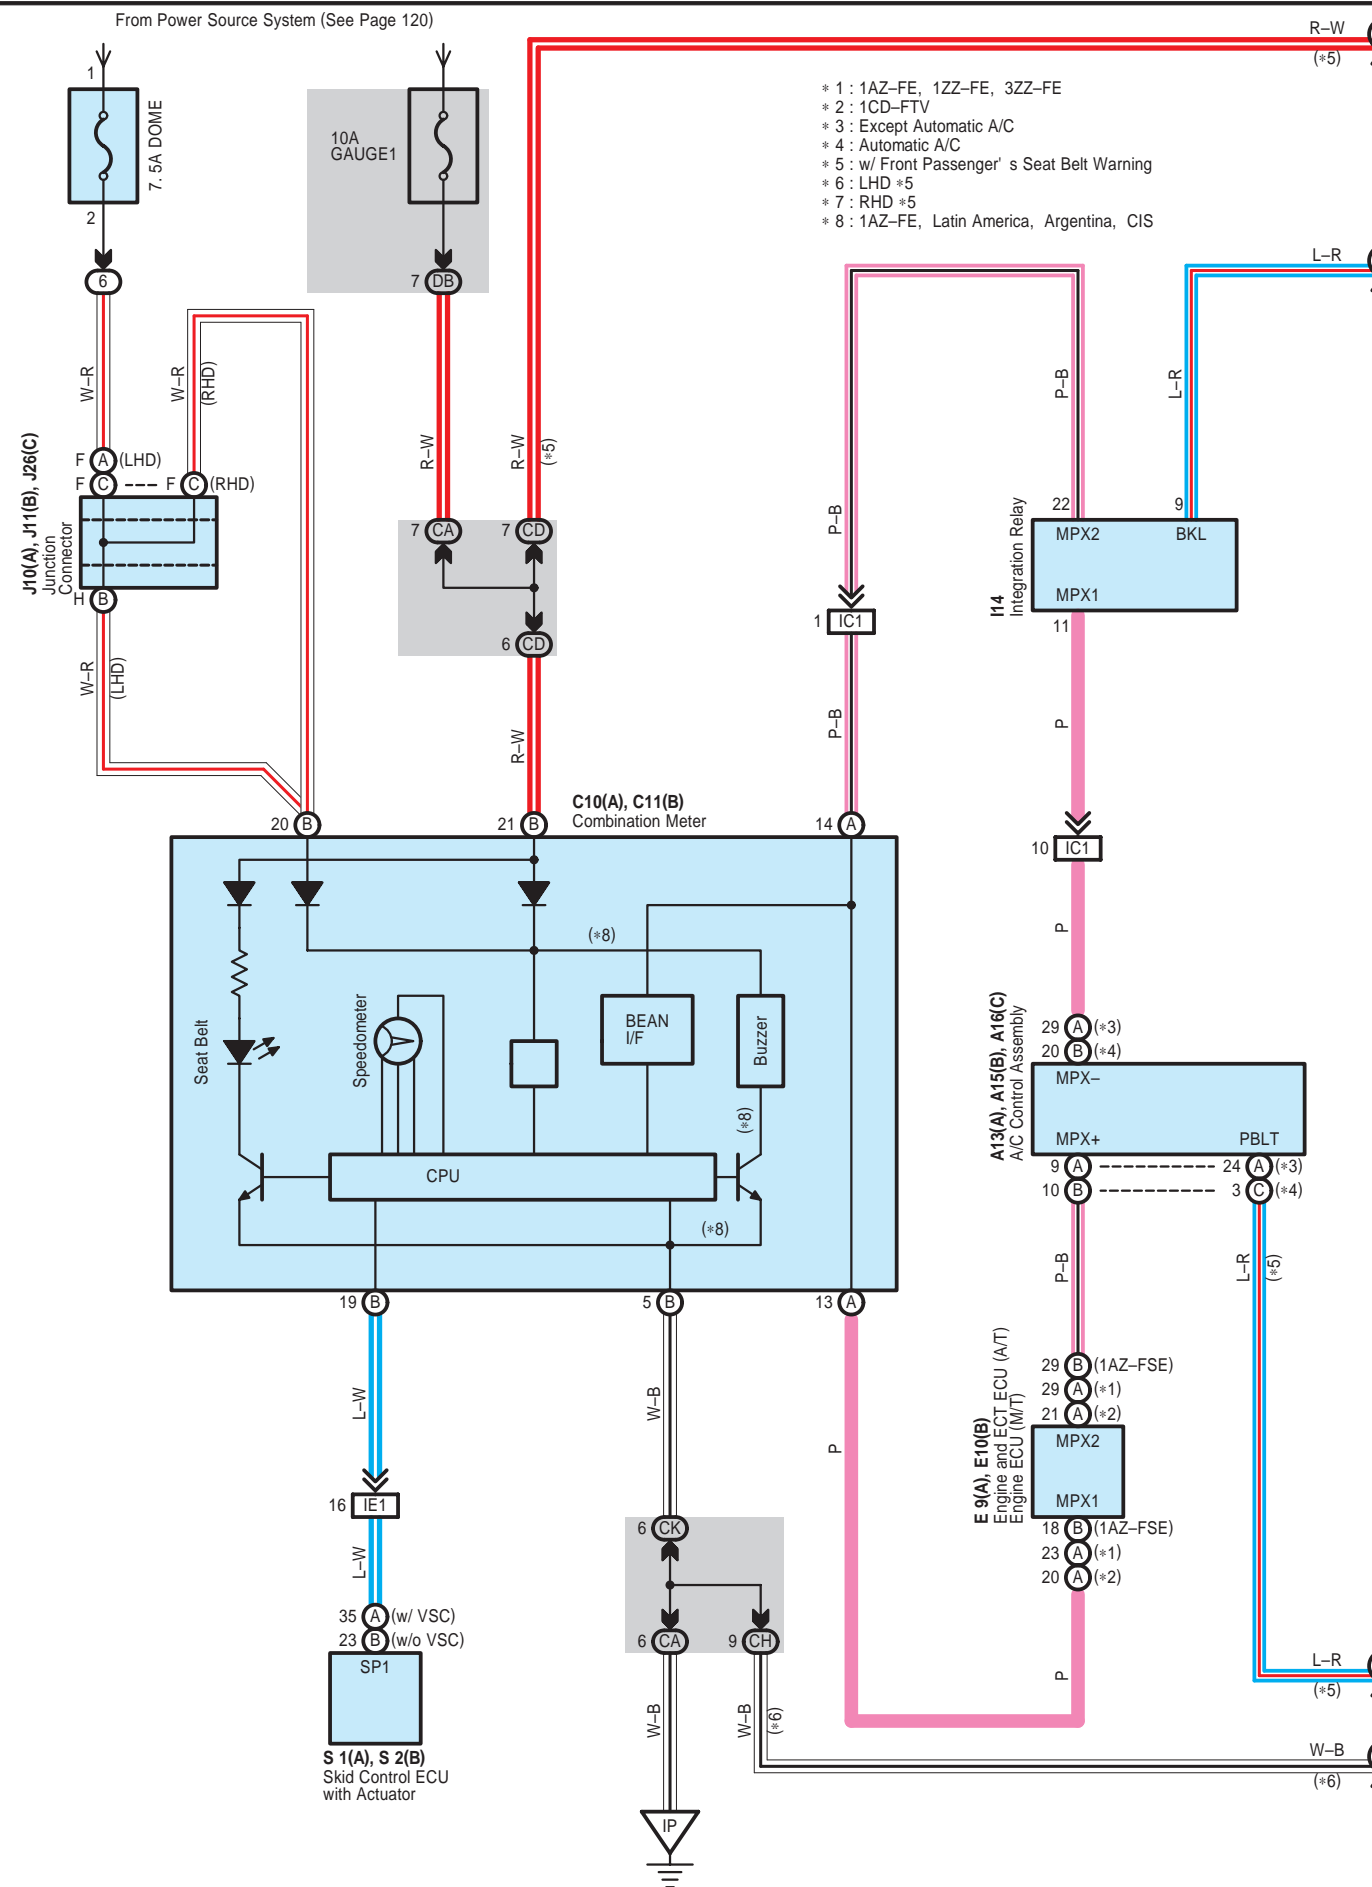 From Power Source System (See Page 120)
R–W
(∗5)
1
7. 5A DOME
2
6
10A
GAUGE1
7 DB
∗ 1 : 1AZ–FE, 1ZZ–FE, 3ZZ–FE
∗ 2 : 1CD–FTV
∗ 3 : Except Automatic A/C
∗ 4 : Automatic A/C
∗ 5 : w/ Front Passenger' s Seat Belt Warning
∗ 6 : LHD ∗5
∗ 7 : RHD ∗5
∗ 8 : 1AZ–FE, Latin America, Argentina, CIS
L–R
W–R
W–R
(RHD)
R–W
R–W
(∗5)
P–B
L–R
F A (LHD)
F C F C (RHD)
J10(A), J11(B), J26(C)
Junction
Connector
H B
W–R
(LHD)
7 CA
7 CD
6 CD
R–W
P–B
1 IC1
P–B
22
9
MPX2
BKL
MPX1
11
I14
Integration Relay
P
10 IC1
P
C10(A), C11(B)
Combination Meter
20 B
21 B
14 A
(∗8)
Seat Belt
Speedometer
BEAN
I/F
Buzzer
(∗8)
CPU
(∗8)
19 B
5 B
13 A
29 A (∗3)
20 B (∗4)
MPX–
MPX+
PBLT
A13(A), A15(B), A16(C)
A/C Control Assembly
9 A
24 A (∗3)
10 B
3 C (∗4)
P–B
L–R
(∗5)
L–W
W–B
P
29 B (1AZ–FSE)
29 A (∗1)
21 A (∗2)
MPX2
MPX1
E 9(A), E10(B)
Engine and ECT ECU (A/T)
Engine ECU (M/T)
18 B (1AZ–FSE)
23 A (∗1)
20 A (∗2)
P
16 IE1
L–W
35 A (w/ VSC)
23 B (w/o VSC)
SP1
S 1(A), S 2(B)
Skid Control ECU
with Actuator
6 CK
6 CA
9 CH
W–B
W–B
(∗6)
L–R
(∗5)
W–B
(∗6)
IP